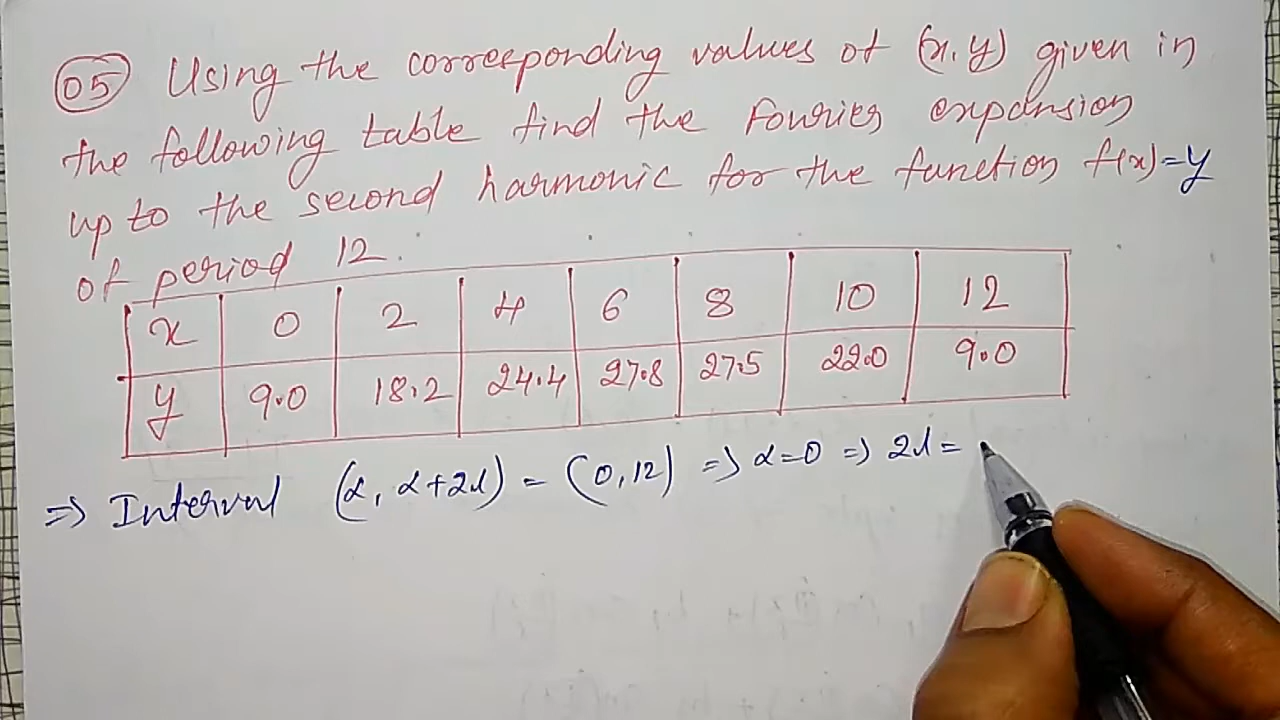 05 Using the corresponding values of (x, y) given in
the following table find the Fourier expansion
up to the second harmonic for the function f(x)=y
of period 12.
x 0 2 4 6 8 10 12
y 9.0 18.2 24.4 27.8 27.5 22.0 9.0
=> Interval (α, α+2l) = (0,12) => α=0 => 2l=